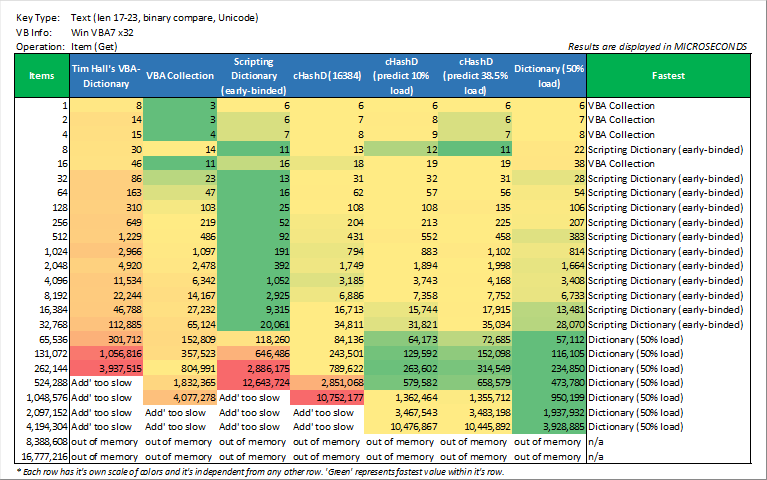 Key Type: Text (len 17-23, binary compare, Unicode)
VB Info: Win VBA7 x32
Operation: Item (Get)
Results are displayed in MICROSECONDS
Items Tim Hall's VBA-Dictionary VBA Collection Scripting Dictionary (early-binded) cHashD (16384) cHashD (predict 10% load) cHashD (predict 38.5% load) Dictionary (50% load) Fastest
1 8 3 6 6 6 6 6 VBA Collection
2 14 3 6 7 8 6 7 VBA Collection
4 15 4 7 8 9 7 8 VBA Collection
8 30 14 11 13 12 11 22 Scripting Dictionary (early-binded)
16 46 11 16 18 19 19 38 VBA Collection
32 86 23 13 31 32 31 28 Scripting Dictionary (early-binded)
64 163 47 16 62 57 56 54 Scripting Dictionary (early-binded)
128 310 103 25 108 108 135 106 Scripting Dictionary (early-binded)
256 649 219 52 204 213 225 207 Scripting Dictionary (early-binded)
512 1,229 486 92 431 552 458 383 Scripting Dictionary (early-binded)
1,024 2,966 1,097 191 794 883 1,102 814 Scripting Dictionary (early-binded)
2,048 4,920 2,478 392 1,749 1,894 1,998 1,664 Scripting Dictionary (early-binded)
4,096 11,534 6,342 1,052 3,185 3,743 4,168 3,408 Scripting Dictionary (early-binded)
8,192 22,244 14,167 2,925 6,886 7,358 7,752 6,733 Scripting Dictionary (early-binded)
16,384 46,788 27,232 9,315 16,713 15,744 17,915 13,481 Scripting Dictionary (early-binded)
32,768 112,885 65,124 20,061 34,811 31,821 35,034 28,070 Scripting Dictionary (early-binded)
65,536 301,712 152,809 118,260 84,136 64,173 72,685 57,112 Dictionary (50% load)
131,072 1,056,816 357,523 646,486 243,501 129,592 152,098 116,105 Dictionary (50% load)
262,144 3,937,515 804,991 2,886,175 789,622 263,602 314,549 234,850 Dictionary (50% load)
524,288 Add' too slow 1,832,365 12,643,724 2,851,068 579,582 658,579 473,780 Dictionary (50% load)
1,048,576 Add' too slow 4,077,278 Add' too slow 10,752,177 1,362,464 1,355,712 950,199 Dictionary (50% load)
2,097,152 Add' too slow Add' too slow Add' too slow Add' too slow 3,467,543 3,483,198 1,937,932 Dictionary (50% load)
4,194,304 Add' too slow Add' too slow Add' too slow Add' too slow 10,476,867 10,445,892 3,928,885 Dictionary (50% load)
8,388,608 out of memory out of memory out of memory out of memory out of memory out of memory out of memory n/a
16,777,216 out of memory out of memory out of memory out of memory out of memory out of memory out of memory n/a
* Each row has it's own scale of colors and it's independent from any other row. 'Green' represents fastest value within it's row.